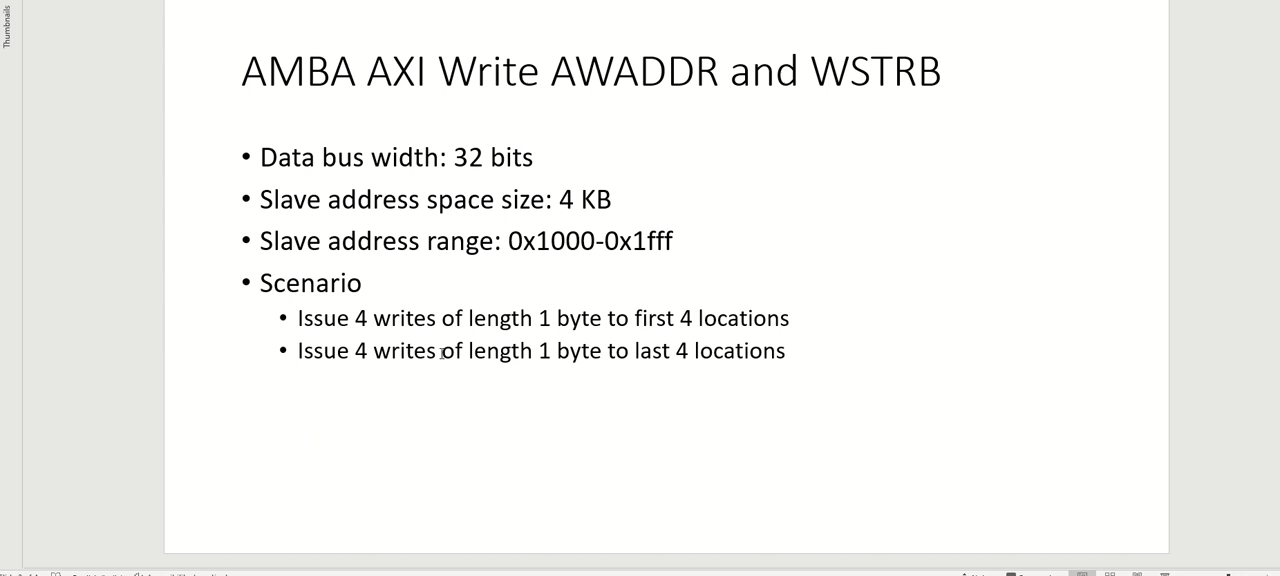 Thumbnails
AMBA AXI Write AWADDR and WSTRB
• Data bus width: 32 bits
• Slave address space size: 4 KB
• Slave address range: 0x1000-0x1fff
• Scenario
• Issue 4 writes of length 1 byte to first 4 locations
• Issue 4 writes of length 1 byte to last 4 locations